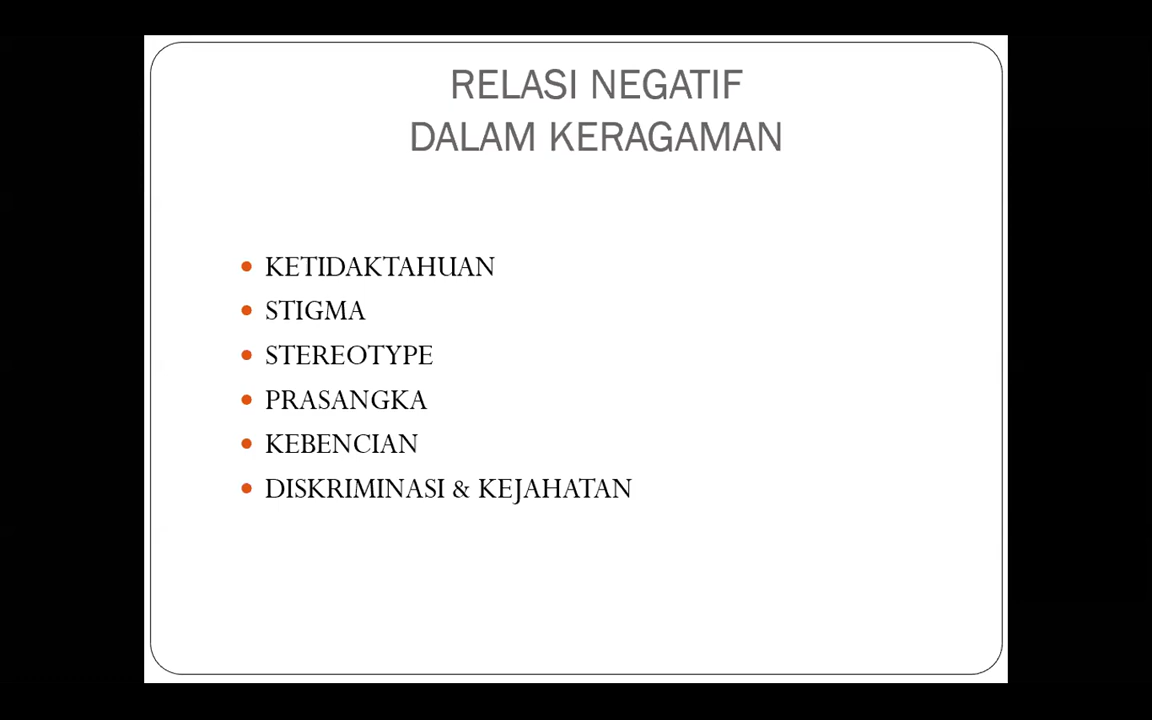 RELASI NEGATIF
DALAM KERAGAMAN
• KETIDAKTAHUAN
• STIGMA
• STEREOTYPE
• PRASANGKA
• KEBENCIAN
• DISKRIMINASI & KEJAHATAN